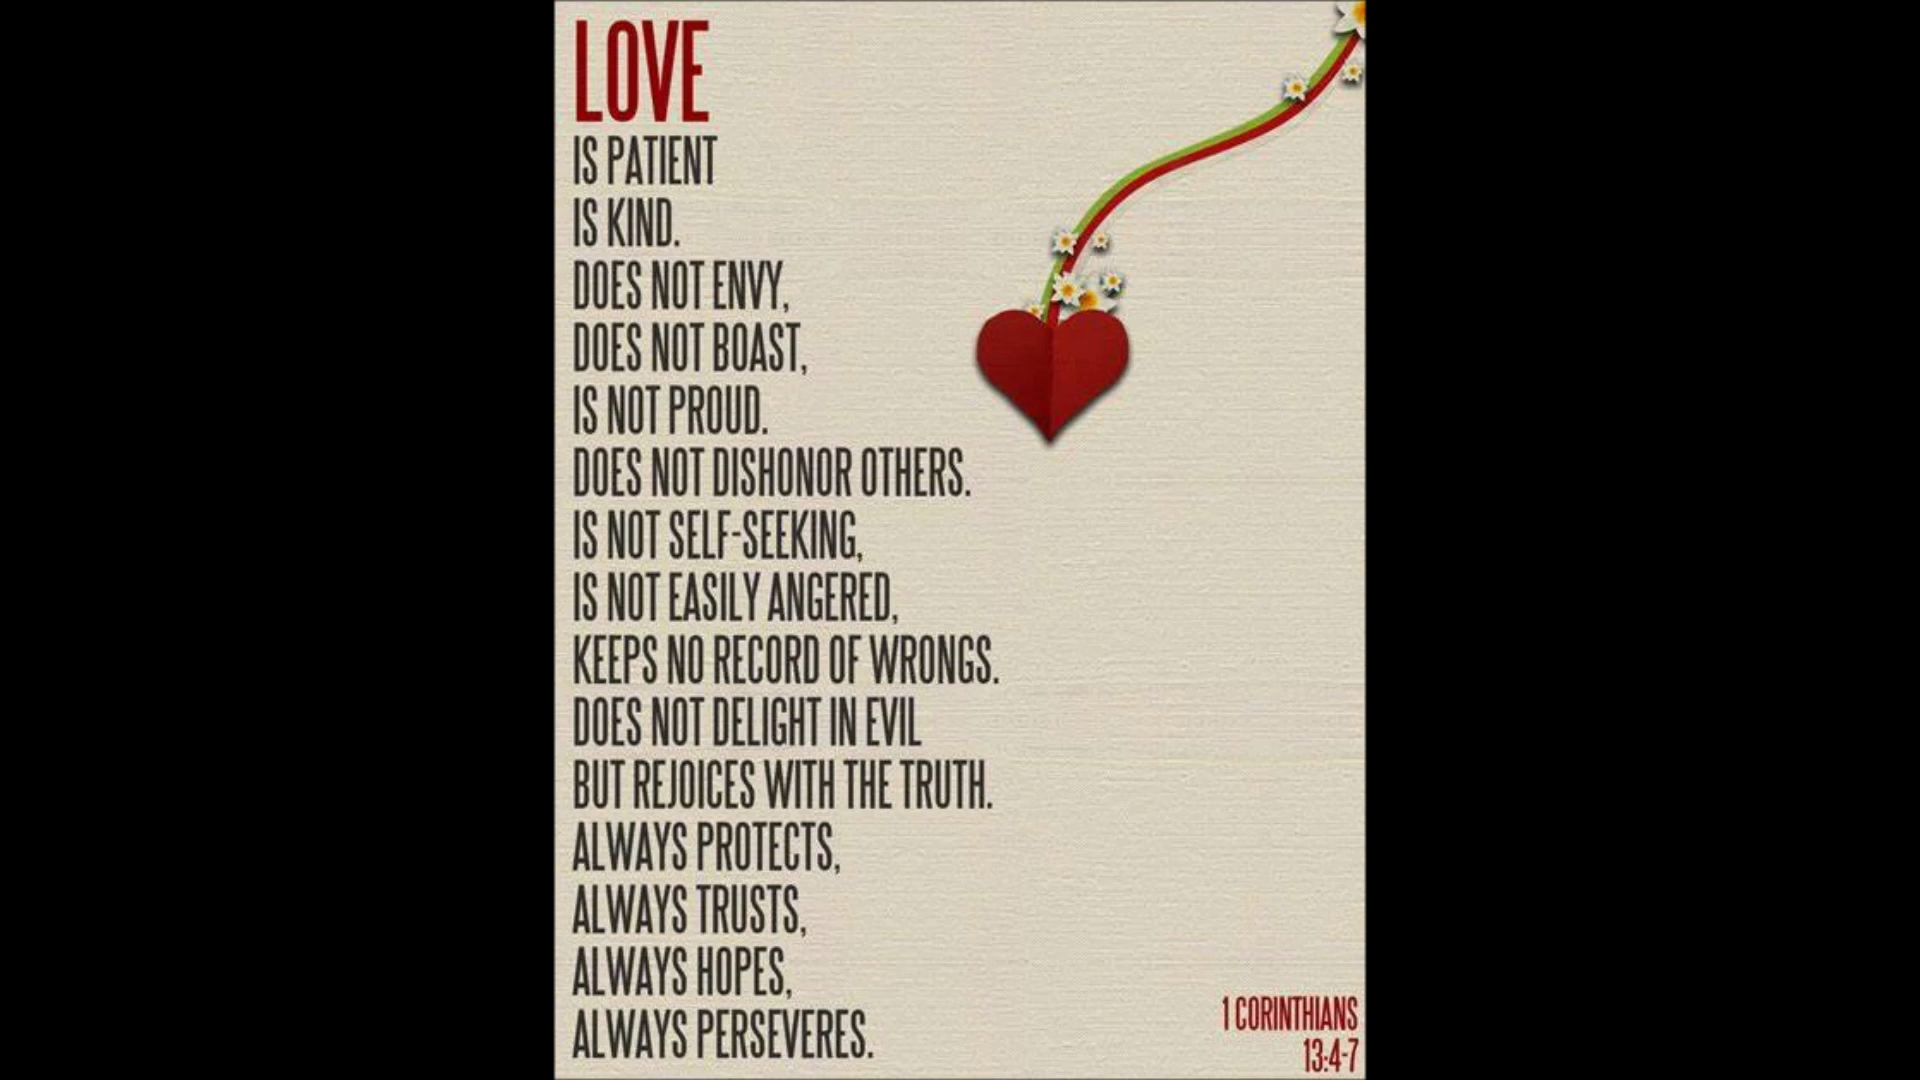 LOVE
IS PATIENT
IS KIND.
DOES NOT ENVY,
DOES NOT BOAST,
IS NOT PROUD.
DOES NOT DISHONOR OTHERS.
IS NOT SELF-SEEKING,
IS NOT EASILY ANGERED,
KEEPS NO RECORD OF WRONGS.
DOES NOT DELIGHT IN EVIL
BUT REJOICES WITH THE TRUTH.
ALWAYS PROTECTS,
ALWAYS TRUSTS,
ALWAYS HOPES,
ALWAYS PERSEVERES.
1 CORINTHIANS
13:4-7